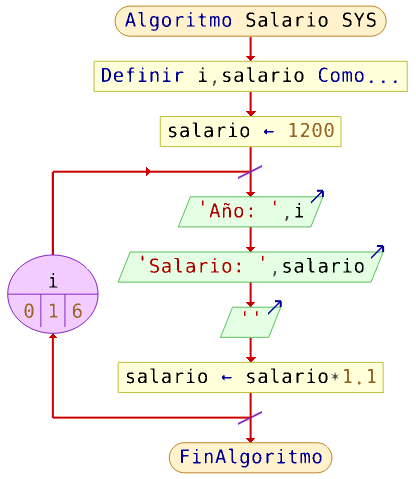 Algoritmo Salario SYS
Definir i,salario Como...
salario ← 1200
'Año: ',i
'Salario: ',salario
i
0 1 6
''
salario ← salario*1.1
FinAlgoritmo